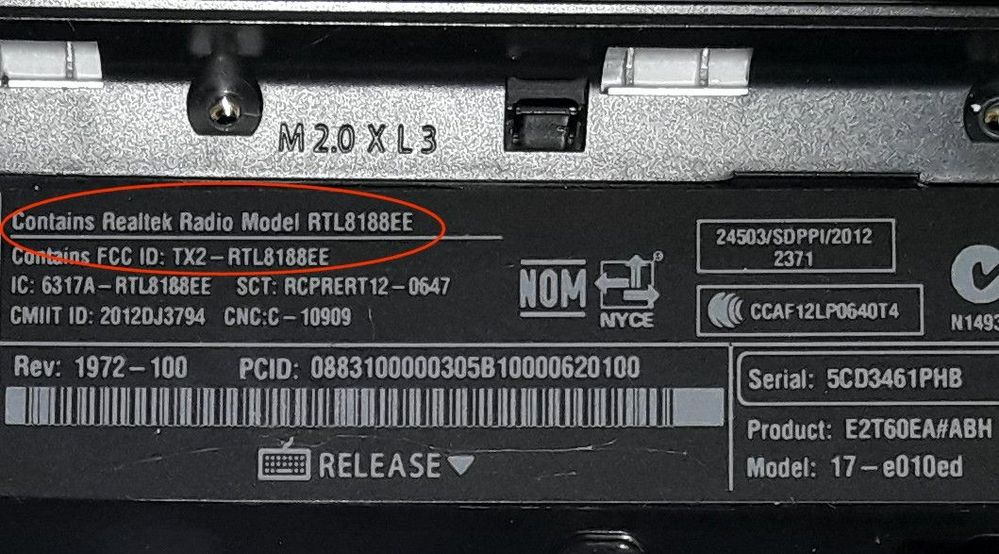 M 2.0 X L 3
Contains Realtek Radio Model RTL8188EE
Contains FCC ID: TX2-RTL8188EE
IC: 6317A-RTL8188EE SCT: RCPRERT12-0647
CMIIT ID: 2012DJ3794 CNC:C-10909
NOM
NYCE
24503/SDPPI/2012
2371
CCAF12LP0640T4
N1493
Rev: 1972-100 PCID: 0883100000305B10000620100
RELEASE
Serial: 5CD3461PHB
Product: E2T60EA#ABH
Model: 17-e010ed